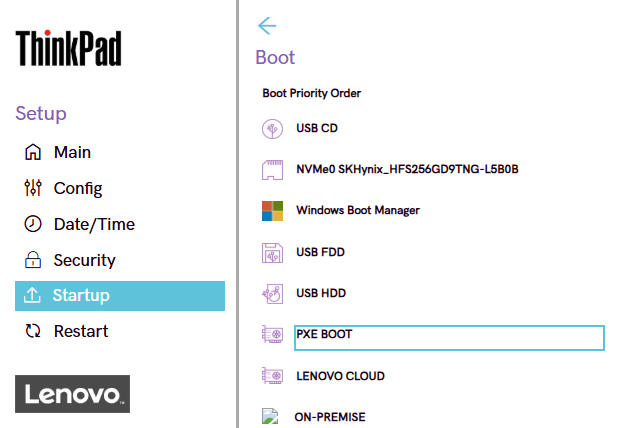 ThinkPad
Setup
Main
Config
Date/Time
Security
Startup
Restart
Lenovo
Boot
Boot Priority Order
USB CD
NVMe0 SKHynix_HFS256GD9TNG-L5B0B
Windows Boot Manager
USB FDD
USB HDD
PXE BOOT
LENOVO CLOUD
ON-PREMISE